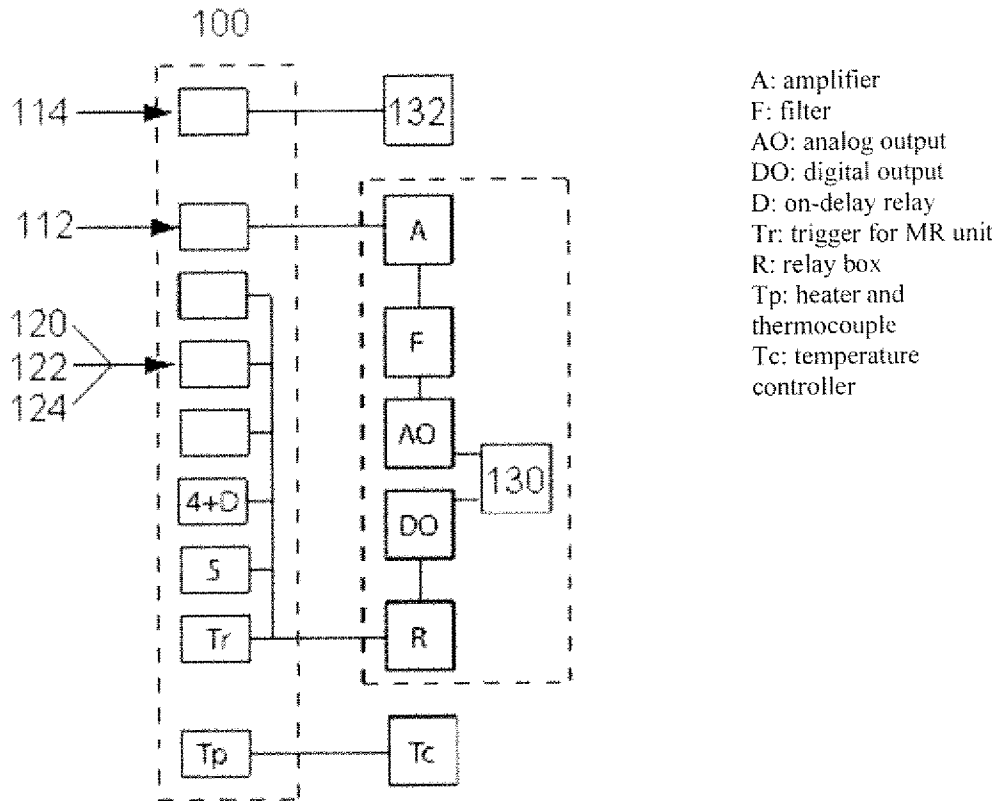 100
114
132
112
A
F
120
122
124
AO
130
4+D
DO
S
Tr
R
Tp
Tc
A: amplifier
F: filter
AO: analog output
DO: digital output
D: on-delay relay
Tr: trigger for MR unit
R: relay box
Tp: heater and
thermocouple
Tc: temperature
controller